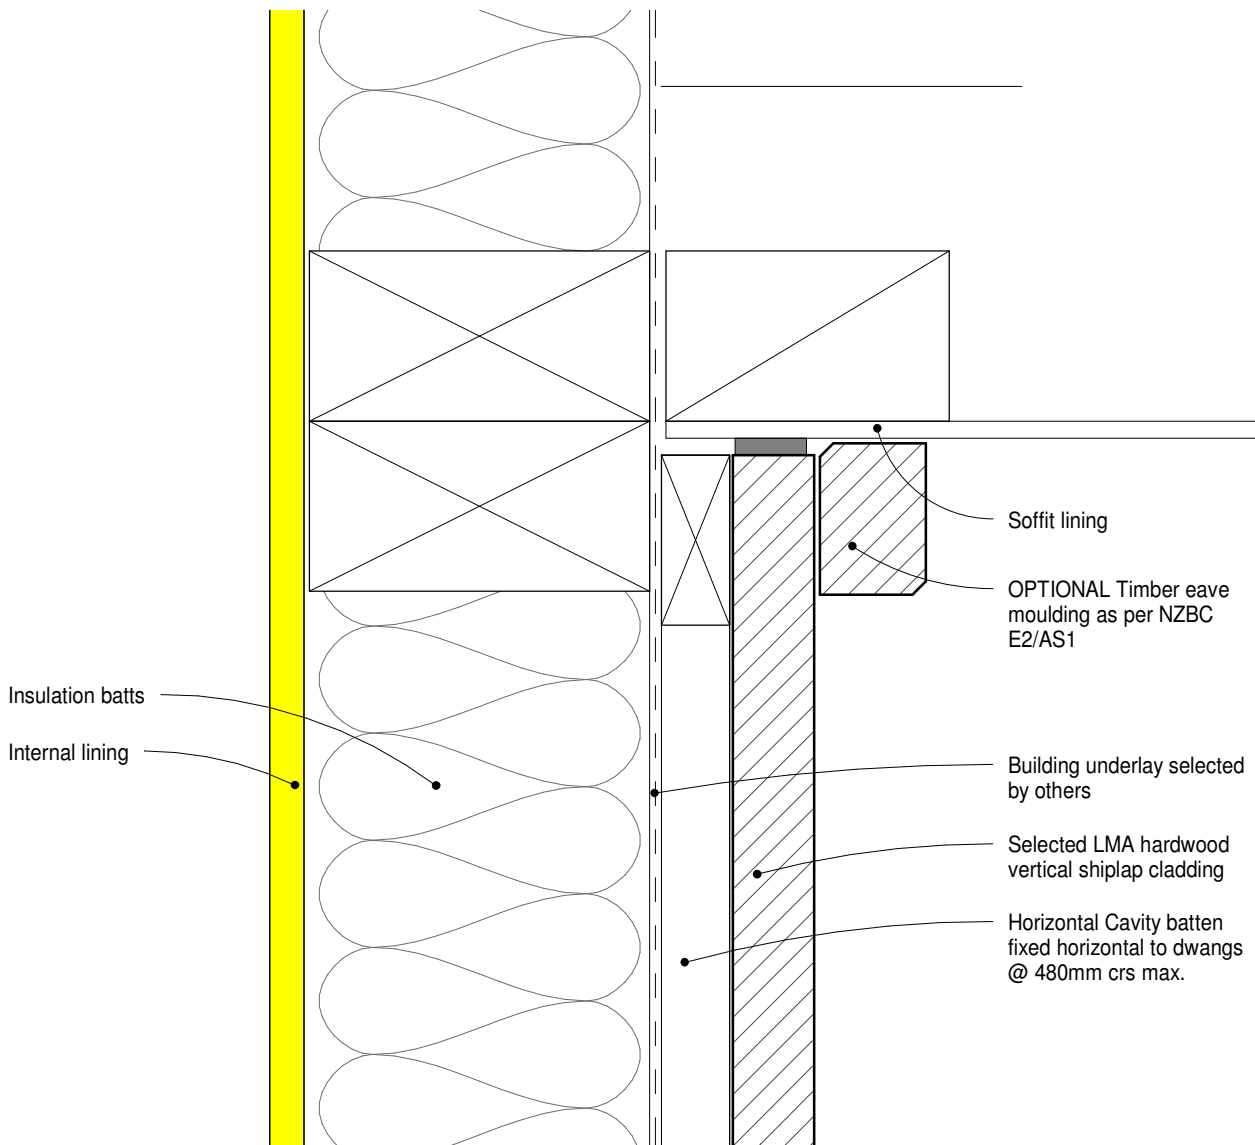 Soffit lining
OPTIONAL Timber eave
moulding as per NZBC
E2/AS1
Insulation batts
Internal lining
Building underlay selected
by others
Selected LMA hardwood
vertical shiplap cladding
Horizontal Cavity batten
fixed horizontal to dwangs
@ 480mm crs max.